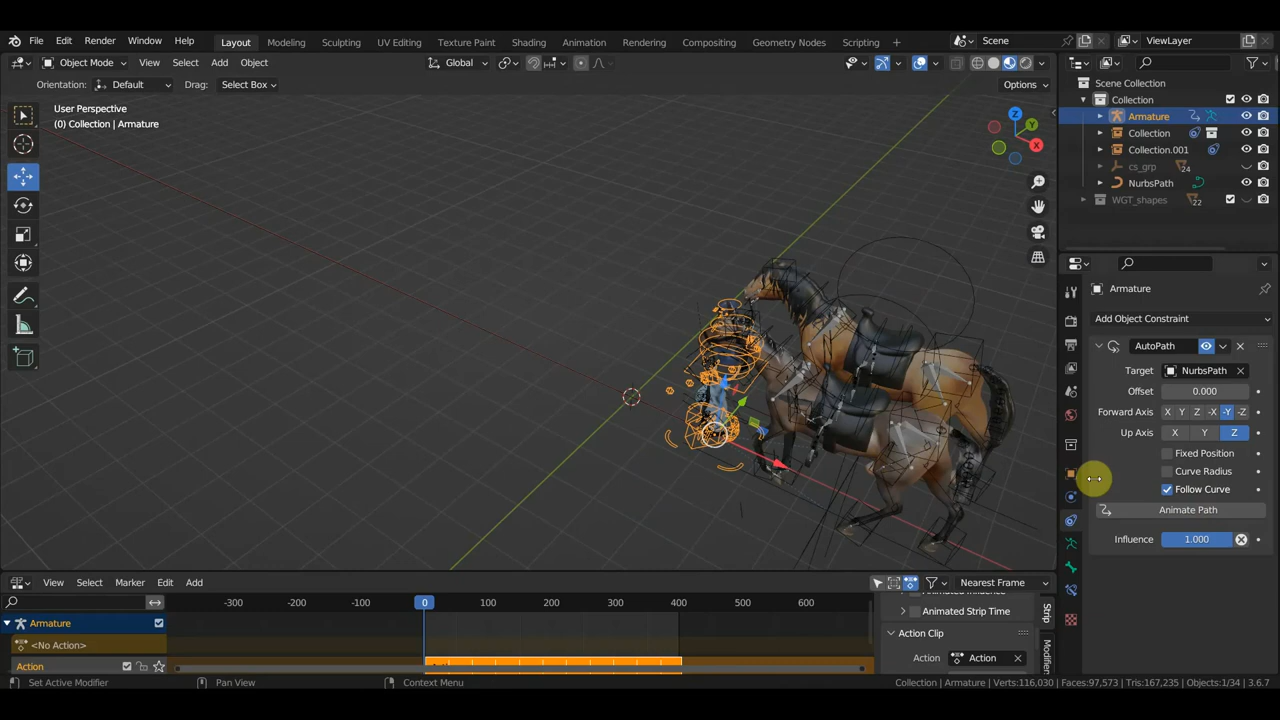 File Edit Render Window Help Layout Modeling Sculpting UV Editing Texture Paint Shading Animation Rendering Compositing Geometry Nodes Scripting + Scene ViewLayer
Object Mode View Select Add Object Global
Orientation: Default Drag: Select Box Options
User Perspective
(0) Collection | Armature
Z
Y
X
Scene Collection
Collection
Armature
Collection
Collection.001
cs_grp 24
NurbsPath
WGT_shapes 22
Armature
Add Object Constraint
AutoPath
Target NurbsPath
Offset 0.000
Forward Axis X Y Z -X -Y -Z
Up Axis X Y Z
Fixed Position
Curve Radius
Follow Curve
Animate Path
Influence 1.000
View Select Marker Edit Add Nearest Frame
-300 -200 -100 0 100 200 300 400 500 600
Armature
<No Action>
Action
Animated Strip Time
Action Clip
Action Action
Strip
Modifiers
Set Active Modifier Pan View Context Menu Collection | Armature | Verts:116,030 | Faces:97,573 | Tris:167,235 | Objects:1/34 | 3.6.7